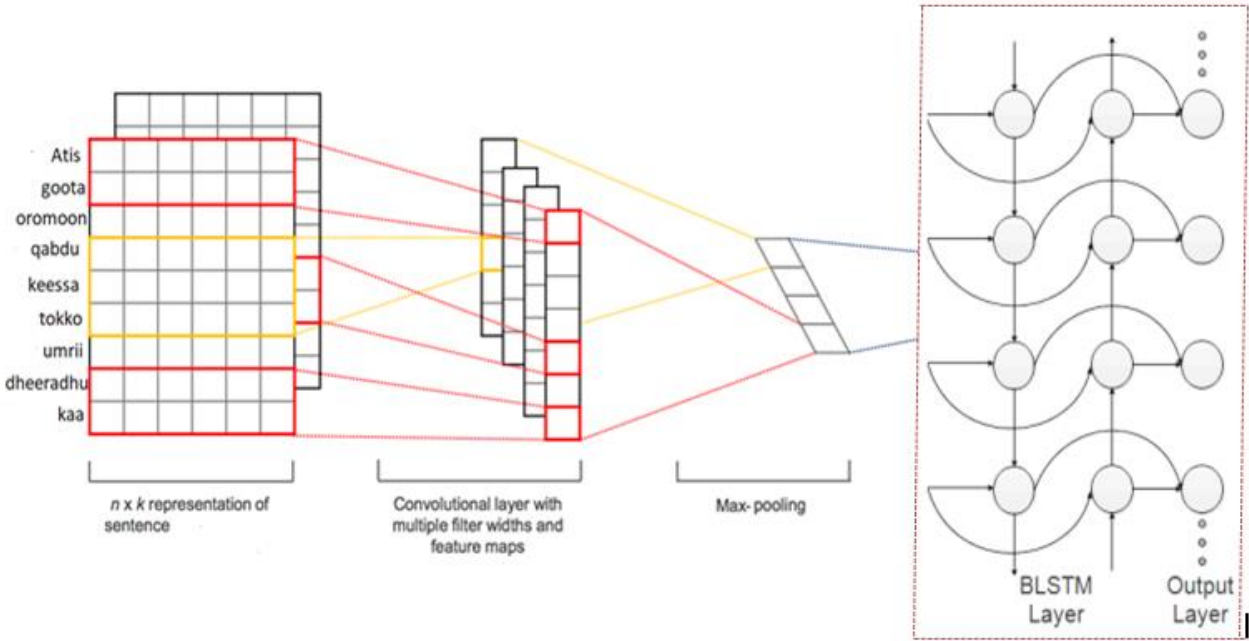 Atis
goota
oromoon
qabdu
keessa
tokko
umrii
dheeradhu
kaa
n x k representation of
sentence
Convolutional layer with
multiple filter widths and
feature maps
Max- pooling
BLSTM
Layer
Output
Layer